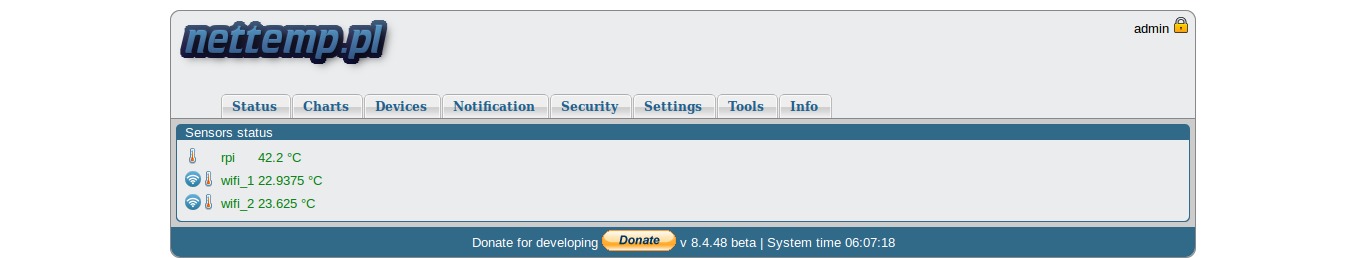 nettemp.pl
admin
Status Charts Devices Notification Security Settings Tools Info
Sensors status
rpi 42.2 °C
wifi_1 22.9375 °C
wifi_2 23.625 °C
Donate for developing Donate v 8.4.48 beta | System time 06:07:18